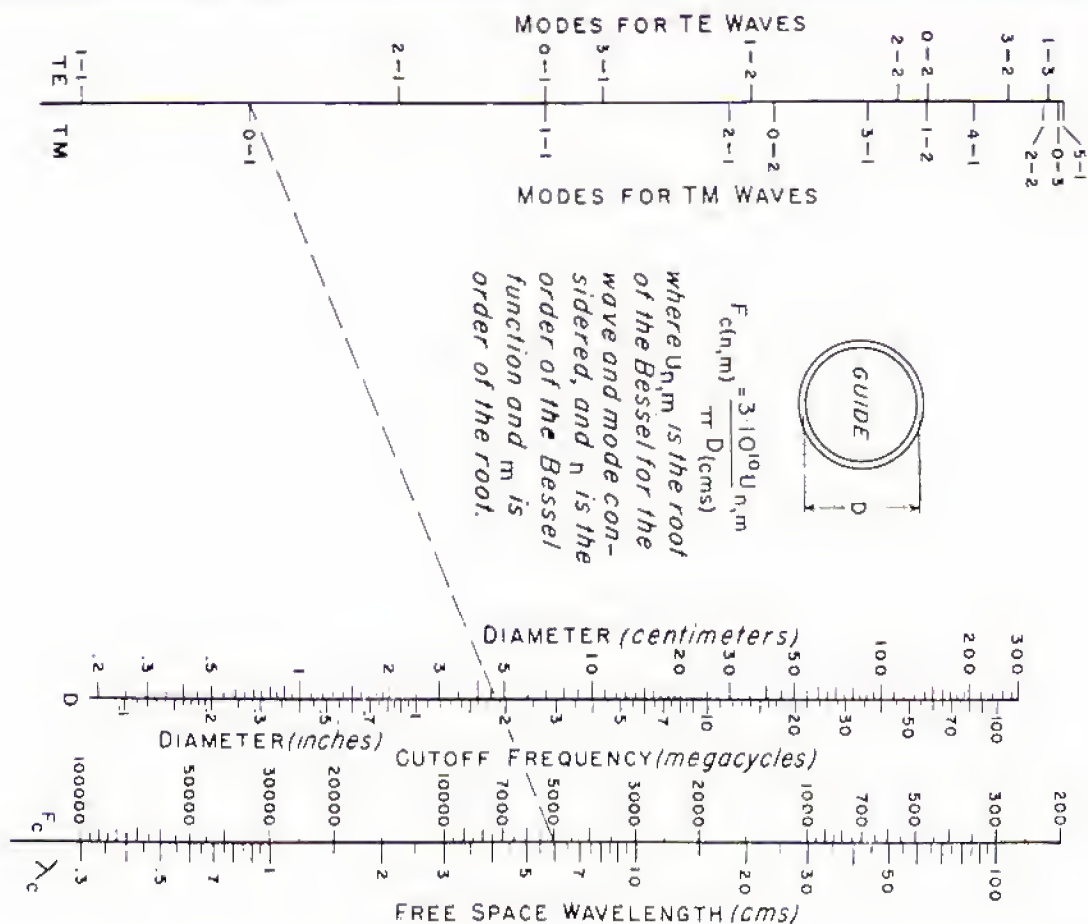 MODES FOR TE WAVES
1-1
2-1
0-1
3-1
1-2
2-2
0-2
3-2
1-3
TE
TM
0-1
1-1
2-1
0-2
3-1
1-2
4-1
2-2
0-3
5-1
MODES FOR TM WAVES
GUIDE
D
F c(n,m) = 3·10¹⁰ U n,m
π D(cms)
where U n,m is the root
of the Bessel for the
wave and mode con-
sidered, and n is the
order of the Bessel
function and m is
order of the root.
DIAMETER (centimeters)
.2 .3 .5 1 2 3 5 10 20 30 50 100 200 300
D
.1 .2 .3 .5 .7 1 2 3 5 7 10 20 30 50 70 100
DIAMETER (inches)
CUTOFF FREQUENCY (megacycles)
100000 50000 30000 20000 10000 7000 5000 3000 2000 1000 700 500 300 200
Fc
λc
.3 .5 .7 1 2 3 5 7 10 20 30 50 100
FREE SPACE WAVELENGTH (cms)